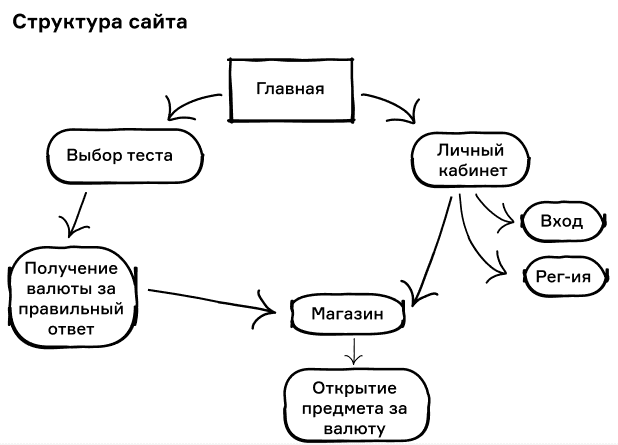 Структура сайта
Главная
Выбор теста
Личный
кабинет
Вход
Рег-ия
Получение
валюты за
правильный
ответ
Магазин
Открытие
предмета за
валюту